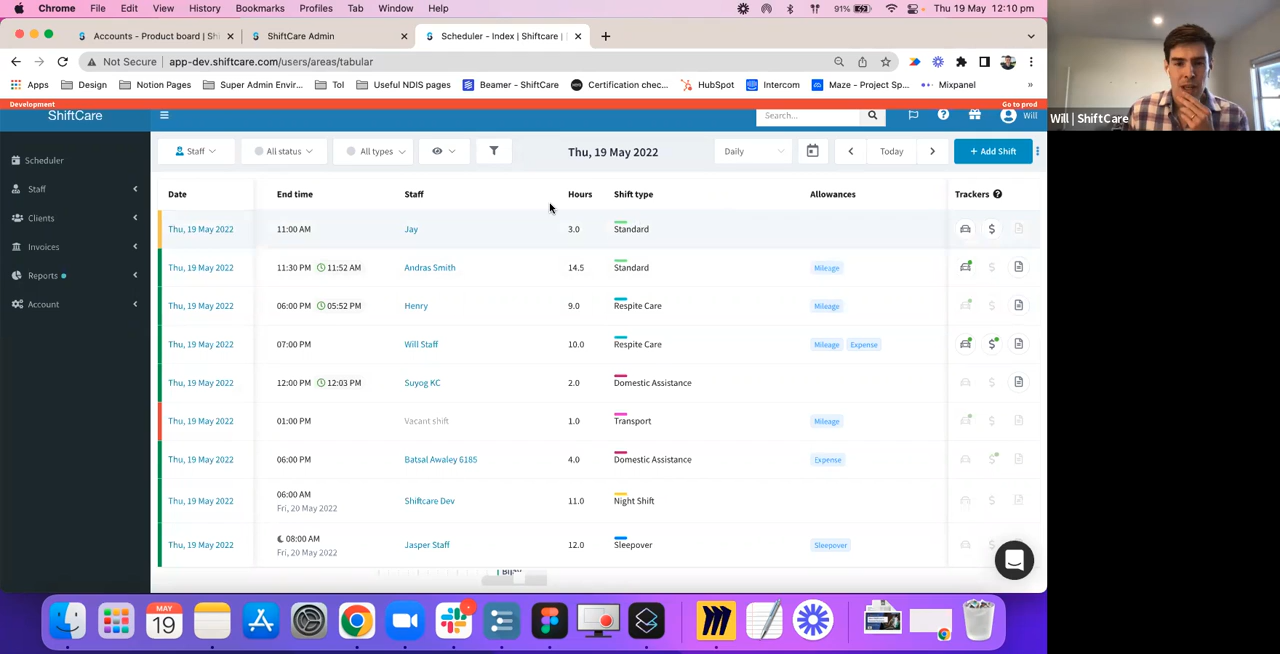 Chrome File Edit View History Bookmarks Profiles Tab Window Help 91% Thu 19 May 12:10 pm
Accounts - Product board | Shi ShiftCare Admin Scheduler - Index | Shiftcare |
Not Secure app-dev.shiftcare.com/users/areas/tabular
Apps Design Notion Pages Super Admin Envir... Tol Useful NDIS pages Beamer - ShiftCare Certification chec... HubSpot Intercom Maze - Project Sp... Mixpanel »
Development Go to prod
ShiftCare Search... Will
Will | ShiftCare
Staff All status All types Thu, 19 May 2022 Daily Today + Add Shift
Scheduler
Staff
Clients
Invoices
Reports
Account
Date End time Staff Hours Shift type Allowances Trackers
Thu, 19 May 2022 11:00 AM Jay 3.0 Standard
Thu, 19 May 2022 11:30 PM 11:52 AM Andras Smith 14.5 Standard Mileage
Thu, 19 May 2022 06:00 PM 05:52 PM Henry 9.0 Respite Care Mileage
Thu, 19 May 2022 07:00 PM Will Staff 10.0 Respite Care Mileage Expense
Thu, 19 May 2022 12:00 PM 12:03 PM Suyog KC 2.0 Domestic Assistance
Thu, 19 May 2022 01:00 PM Vacant shift 1.0 Transport Mileage
Thu, 19 May 2022 06:00 PM Batsal Awaley 6185 4.0 Domestic Assistance Expense
Thu, 19 May 2022 06:00 AM Shiftcare Dev 11.0 Night Shift
Fri, 20 May 2022
Thu, 19 May 2022 08:00 AM Jasper Staff 12.0 Sleepover Sleepover
Fri, 20 May 2022
MAY
19